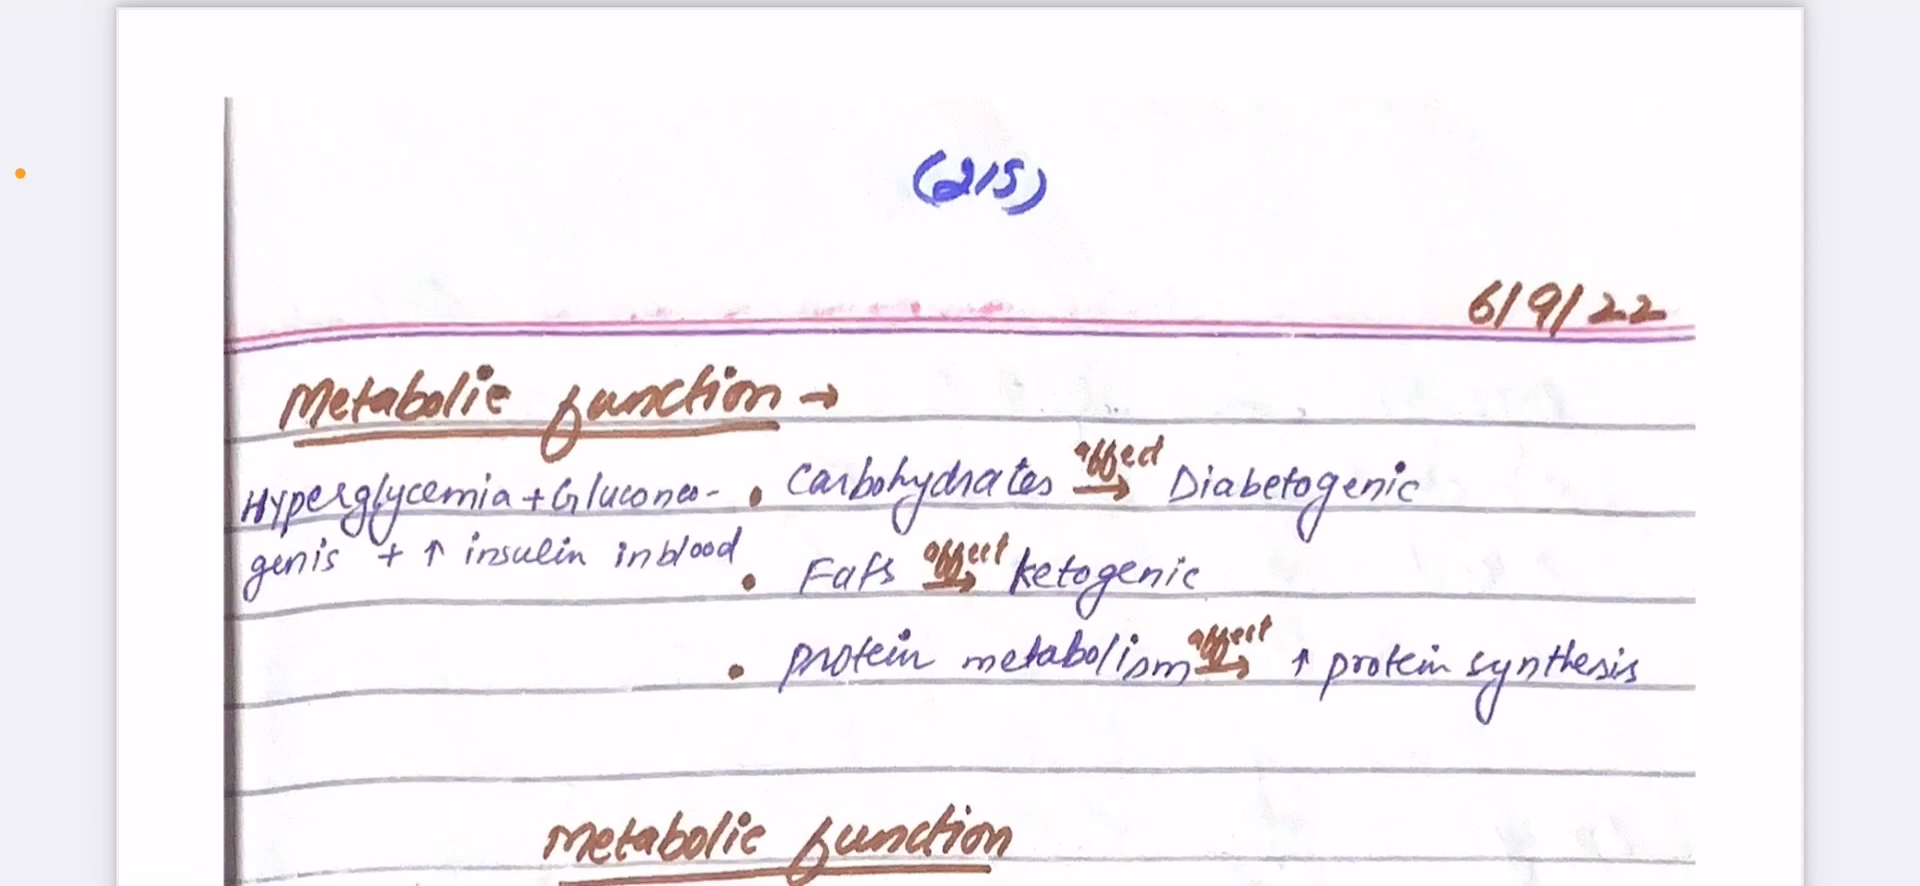 (215)
6/9/22
Metabolic function →
Hyperglycemia + Gluconeo- • Carbohydrates affect → Diabetogenic
genis + ↑ insulin in blood
• Fats affect → ketogenic
• protein metabolism affect → ↑ protein synthesis
Metabolic function